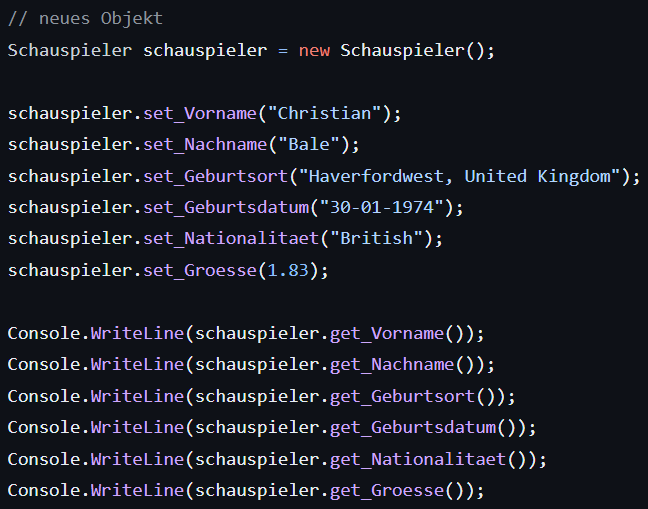 // neues Objekt
Schauspieler schauspieler = new Schauspieler();
schauspieler.set_Vorname("Christian");
schauspieler.set_Nachname("Bale");
schauspieler.set_Geburtsort("Haverfordwest, United Kingdom");
schauspieler.set_Geburtsdatum("30-01-1974");
schauspieler.set_Nationalitaet("British");
schauspieler.set_Groesse(1.83);
Console.WriteLine(schauspieler.get_Vorname());
Console.WriteLine(schauspieler.get_Nachname());
Console.WriteLine(schauspieler.get_Geburtsort());
Console.WriteLine(schauspieler.get_Geburtsdatum());
Console.WriteLine(schauspieler.get_Nationalitaet());
Console.WriteLine(schauspieler.get_Groesse());